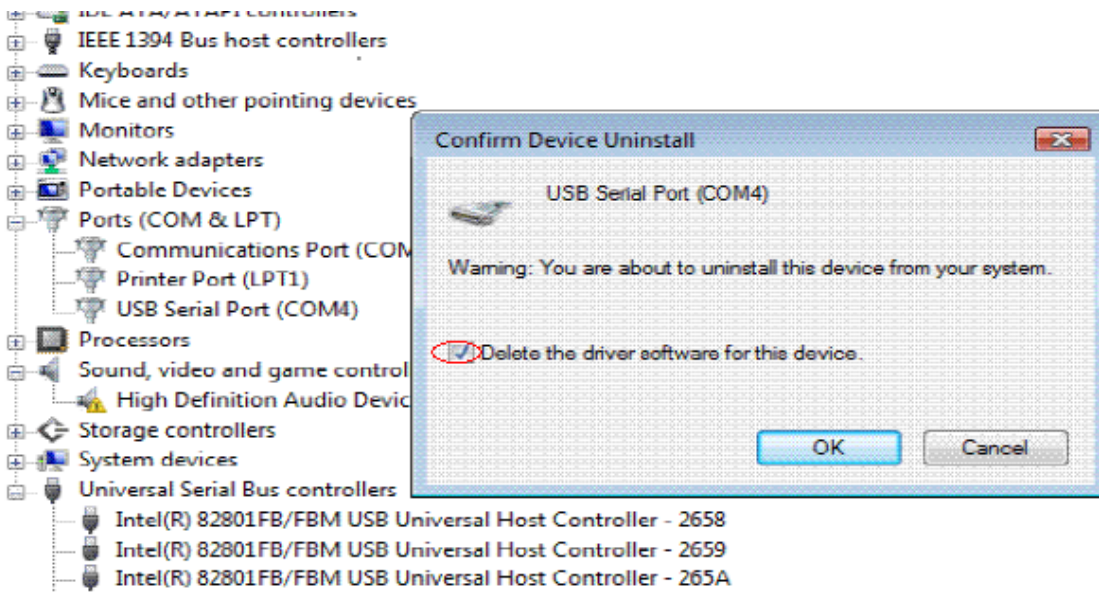 IDE ATA/ATAPI controllers
IEEE 1394 Bus host controllers
Keyboards
Mice and other pointing devices
Monitors
Network adapters
Portable Devices
Ports (COM & LPT)
Communications Port (COM
Printer Port (LPT1)
USB Serial Port (COM4)
Processors
Sound, video and game control
High Definition Audio Devic
Storage controllers
System devices
Universal Serial Bus controllers
Intel(R) 82801FB/FBM USB Universal Host Controller - 2658
Intel(R) 82801FB/FBM USB Universal Host Controller - 2659
Intel(R) 82801FB/FBM USB Universal Host Controller - 265A
Confirm Device Uninstall
USB Serial Port (COM4)
Warning: You are about to uninstall this device from your system.
Delete the driver software for this device.
OK
Cancel